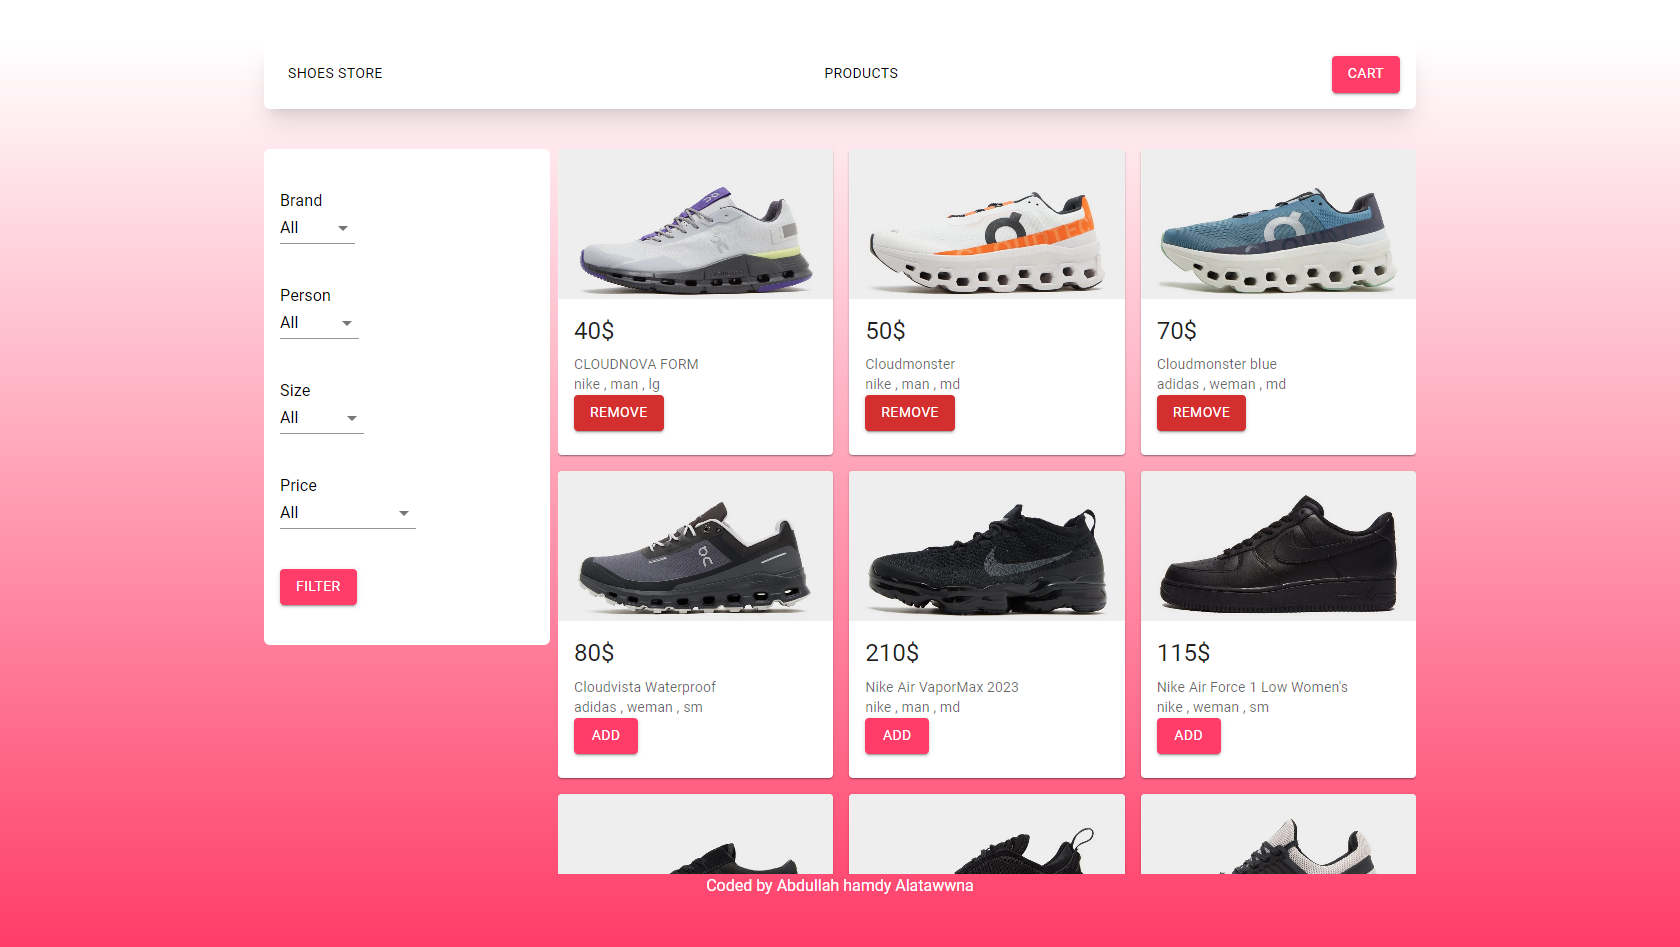 SHOES STORE
PRODUCTS
CART
Brand
All
Person
All
Size
All
Price
All
FILTER
40$
CLOUDNOVA FORM
nike , man , lg
REMOVE
50$
Cloudmonster
nike , man , md
REMOVE
70$
Cloudmonster blue
adidas , weman , md
REMOVE
80$
Cloudvista Waterproof
adidas , weman , sm
ADD
210$
Nike Air VaporMax 2023
nike , man , md
ADD
115$
Nike Air Force 1 Low Women's
nike , weman , sm
ADD
Coded by Abdullah hamdy Alatawwna